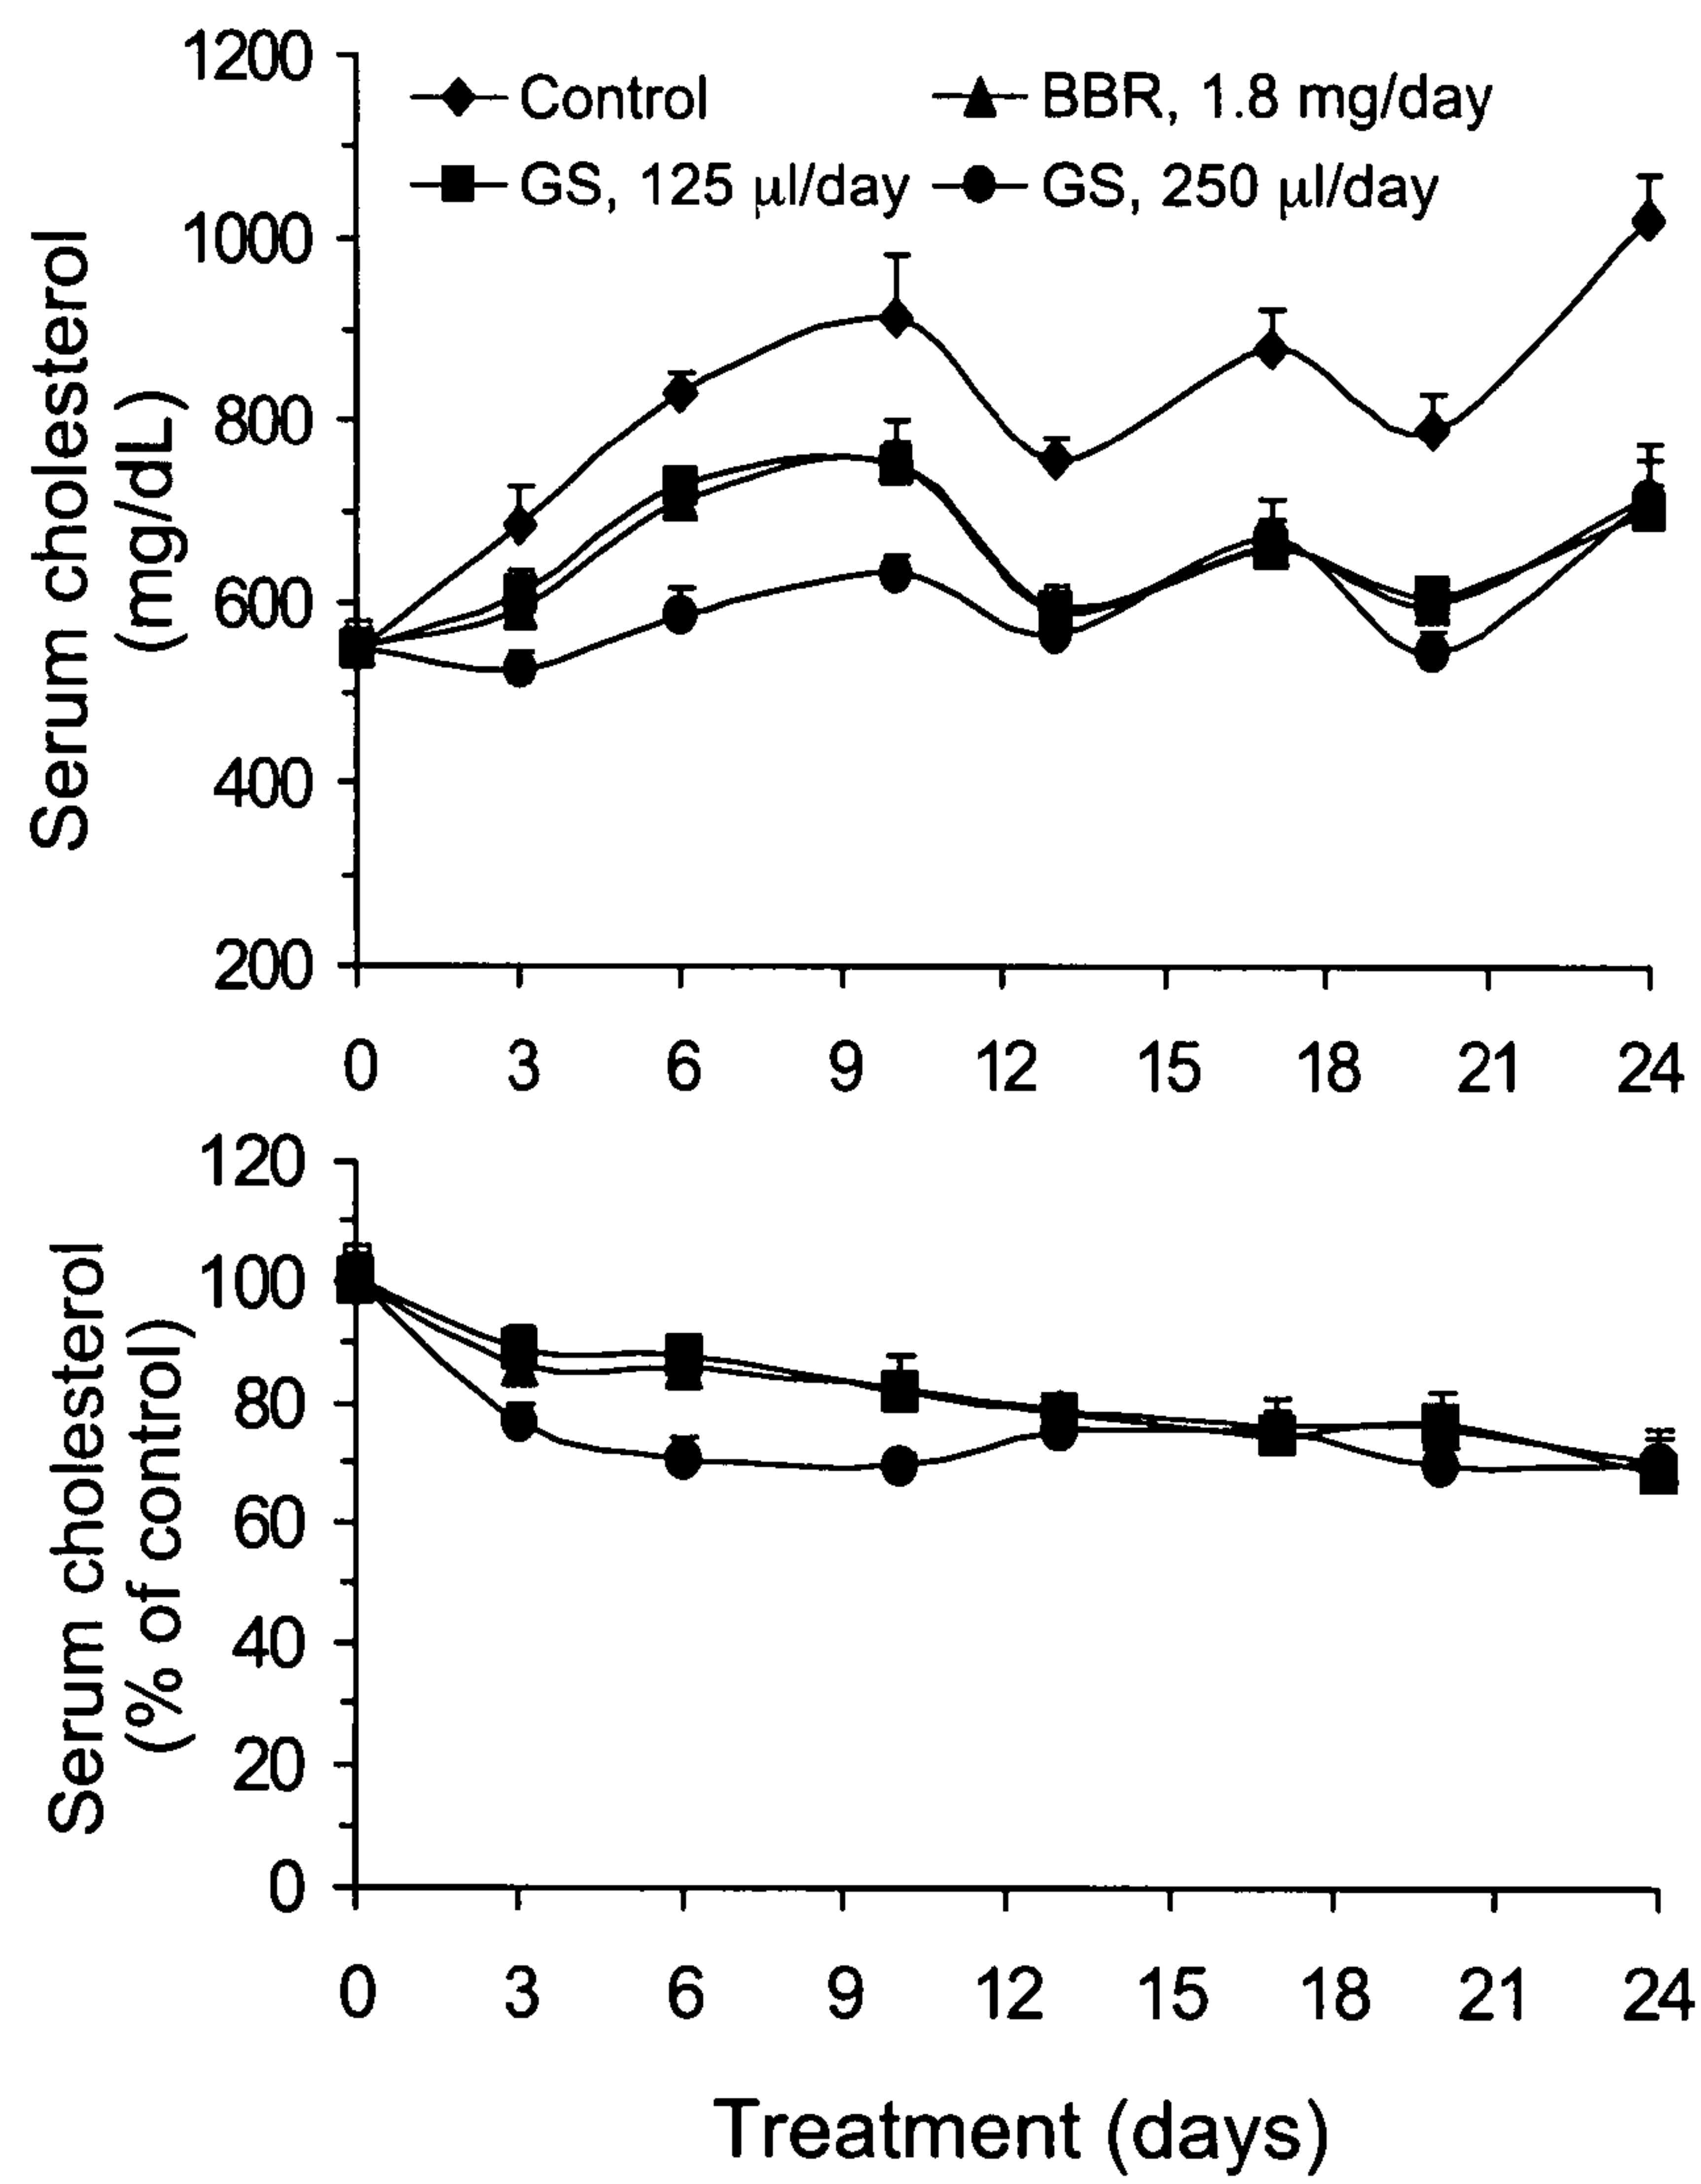 1200
Control
BBR, 1.8 mg/day
GS, 125 µl/day
GS, 250 µl/day
1000
800
600
400
200
Serum cholesterol
(mg/dL)
0 3 6 9 12 15 18 21 24
120
100
80
60
40
20
0
Serum cholesterol
(% of control)
0 3 6 9 12 15 18 21 24
Treatment (days)